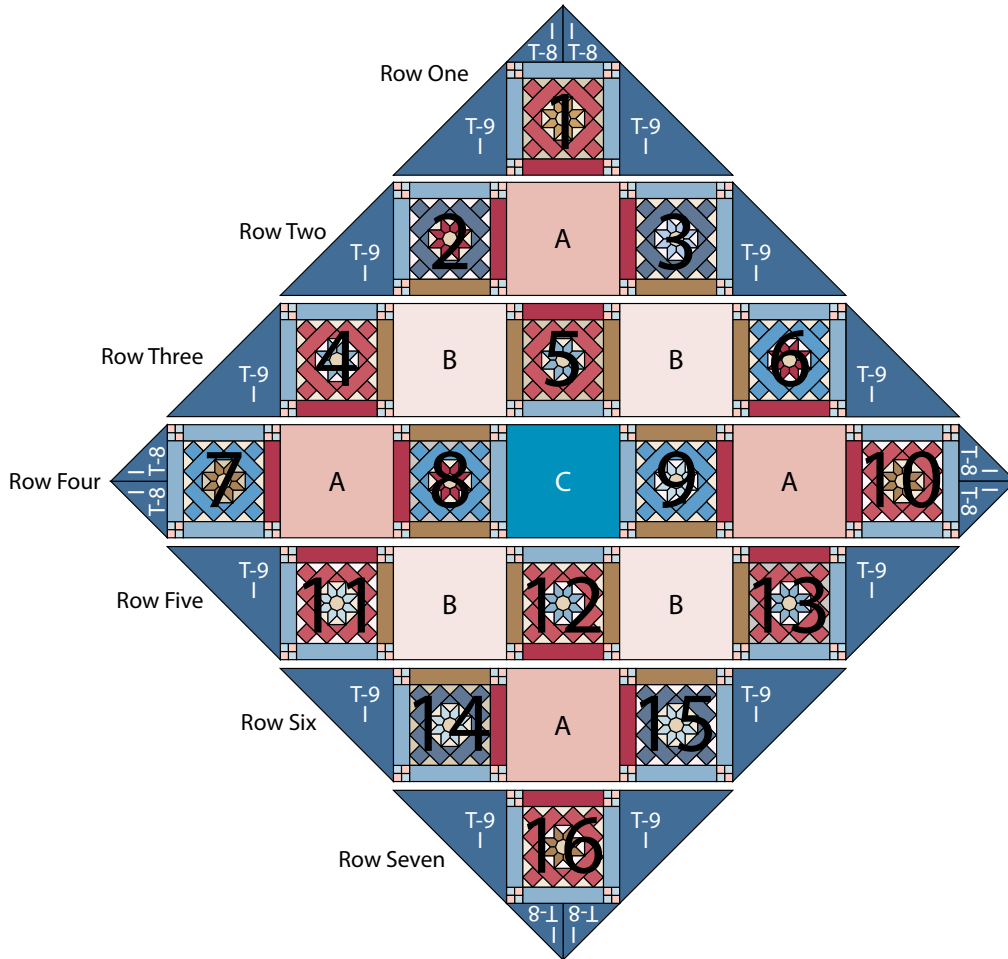 I I
T-8 T-8
Row One
T-9 I 1 T-9 I
Row Two
T-9 I 2 A 3 T-9 I
Row Three
T-9 I 4 B 5 B 6 T-9 I
Row Four
I T-8 7 A 8 C 9 A 10 T-8 I
I T-8 T-8 I
Row Five
T-9 I 11 B 12 B 13 T-9 I
Row Six
T-9 I 14 A 15 T-9 I
Row Seven
T-9 I 16 T-9 I
T-8 T-8
I I